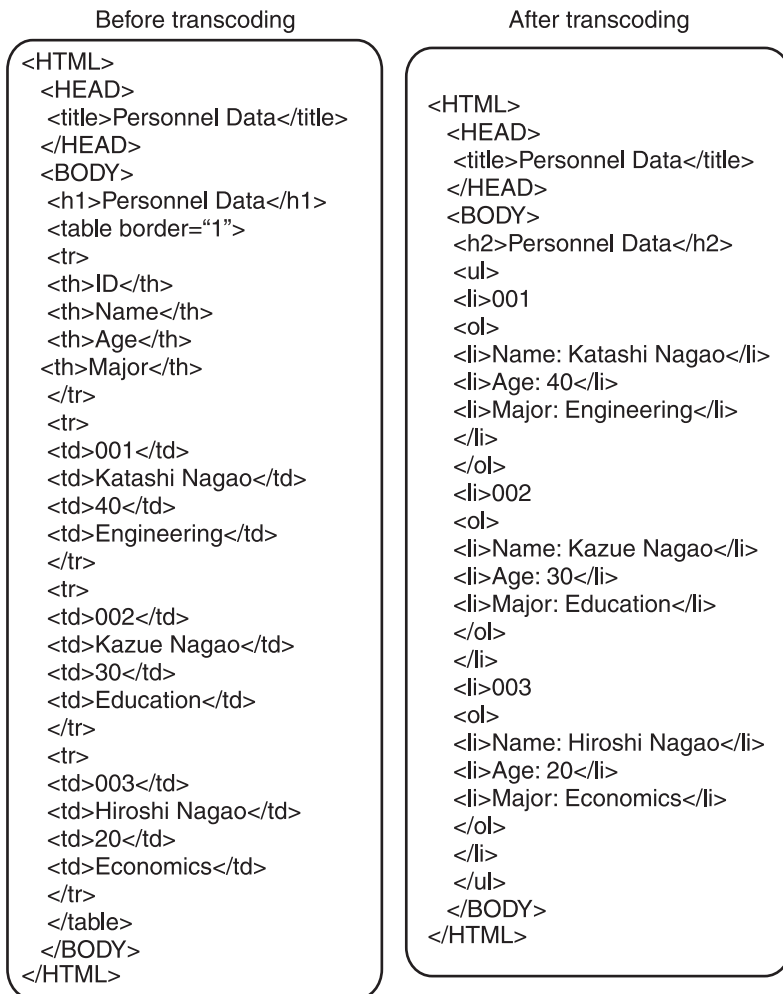 Before transcoding
<HTML>
<HEAD>
<title>Personnel Data</title>
</HEAD>
<BODY>
<h1>Personnel Data</h1>
<table border=“1”>
<tr>
<th>ID</th>
<th>Name</th>
<th>Age</th>
<th>Major</th>
</tr>
<tr>
<td>001</td>
<td>Katashi Nagao</td>
<td>40</td>
<td>Engineering</td>
</tr>
<tr>
<td>002</td>
<td>Kazue Nagao</td>
<td>30</td>
<td>Education</td>
</tr>
<tr>
<td>003</td>
<td>Hiroshi Nagao</td>
<td>20</td>
<td>Economics</td>
</tr>
</table>
</BODY>
</HTML>
After transcoding
<HTML>
<HEAD>
<title>Personnel Data</title>
</HEAD>
<BODY>
<h2>Personnel Data</h2>
<ul>
<li>001
<ol>
<li>Name: Katashi Nagao</li>
<li>Age: 40</li>
<li>Major: Engineering</li>
</li>
</ol>
<li>002
<ol>
<li>Name: Kazue Nagao</li>
<li>Age: 30</li>
<li>Major: Education</li>
</ol>
</li>
<li>003
<ol>
<li>Name: Hiroshi Nagao</li>
<li>Age: 20</li>
<li>Major: Economics</li>
</ol>
</li>
</ul>
</BODY>
</HTML>